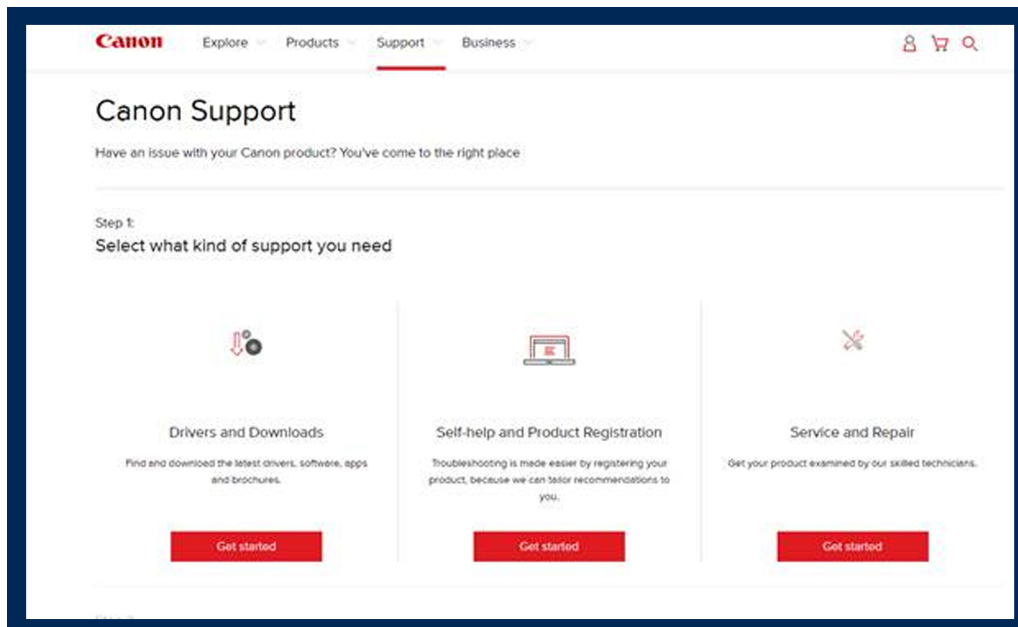 Canon Explore Products Support Business
Canon Support
Have an issue with your Canon product? You've come to the right place
Step 1:
Select what kind of support you need
Drivers and Downloads
Find and download the latest drivers, software, apps
and brochures.
Get started
Self-help and Product Registration
Troubleshooting is made easier by registering your
product, because we can tailor recommendations to
you.
Get started
Service and Repair
Get your product examined by our skilled technicians.
Get started